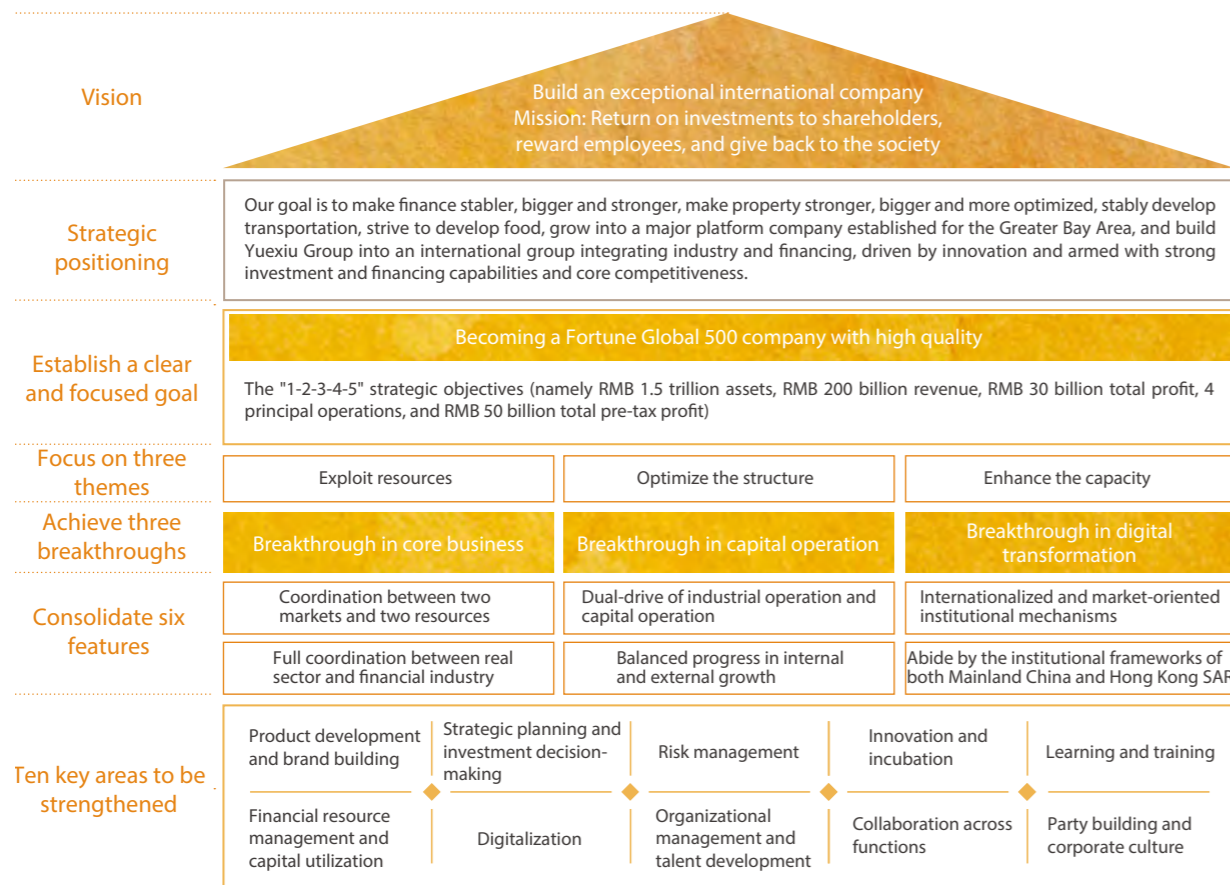 Vision
Build an exceptional international company
Mission: Return on investments to shareholders,
reward employees, and give back to the society
Strategic
positioning
Our goal is to make finance stabler, bigger and stronger, make property stronger, bigger and more optimized, stably develop
transportation, strive to develop food, grow into a major platform company established for the Greater Bay Area, and build
Yuexiu Group into an international group integrating industry and financing, driven by innovation and armed with strong
investment and financing capabilities and core competitiveness.
Establish a clear
and focused goal
Becoming a Fortune Global 500 company with high quality
The "1-2-3-4-5" strategic objectives (namely RMB 1.5 trillion assets, RMB 200 billion revenue, RMB 30 billion total profit, 4
principal operations, and RMB 50 billion total pre-tax profit)
Focus on three
themes
Exploit resources
Optimize the structure
Enhance the capacity
Achieve three
breakthroughs
Breakthrough in core business
Breakthrough in capital operation
Breakthrough in digital
transformation
Consolidate six
features
Coordination between two
markets and two resources
Dual-drive of industrial operation and
capital operation
Internationalized and market-oriented
institutional mechanisms
Full coordination between real
sector and financial industry
Balanced progress in internal
and external growth
Abide by the institutional frameworks of
both Mainland China and Hong Kong SAR
Ten key areas to be
strengthened
Product development
and brand building
Strategic planning and
investment decision-
making
Risk management
Innovation and
incubation
Learning and training
Financial resource
management and
capital utilization
Digitalization
Organizational
management and
talent development
Collaboration across
functions
Party building and
corporate culture